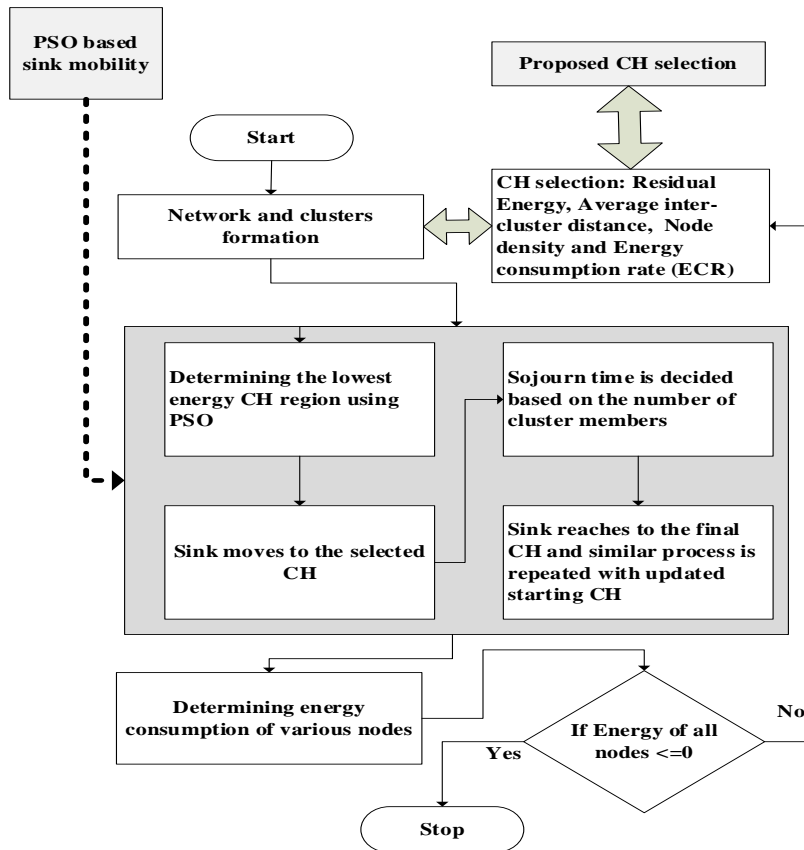 PSO based
sink mobility
Proposed CH selection
Start
CH selection: Residual
Energy, Average inter-
cluster distance, Node
density and Energy
consumption rate (ECR)
Network and clusters
formation
Determining the lowest
energy CH region using
PSO
Sojourn time is decided
based on the number of
cluster members
Sink moves to the selected
CH
Sink reaches to the final
CH and similar process is
repeated with updated
starting CH
Determining energy
consumption of various nodes
If Energy of all
nodes <=0
Yes
No
Stop